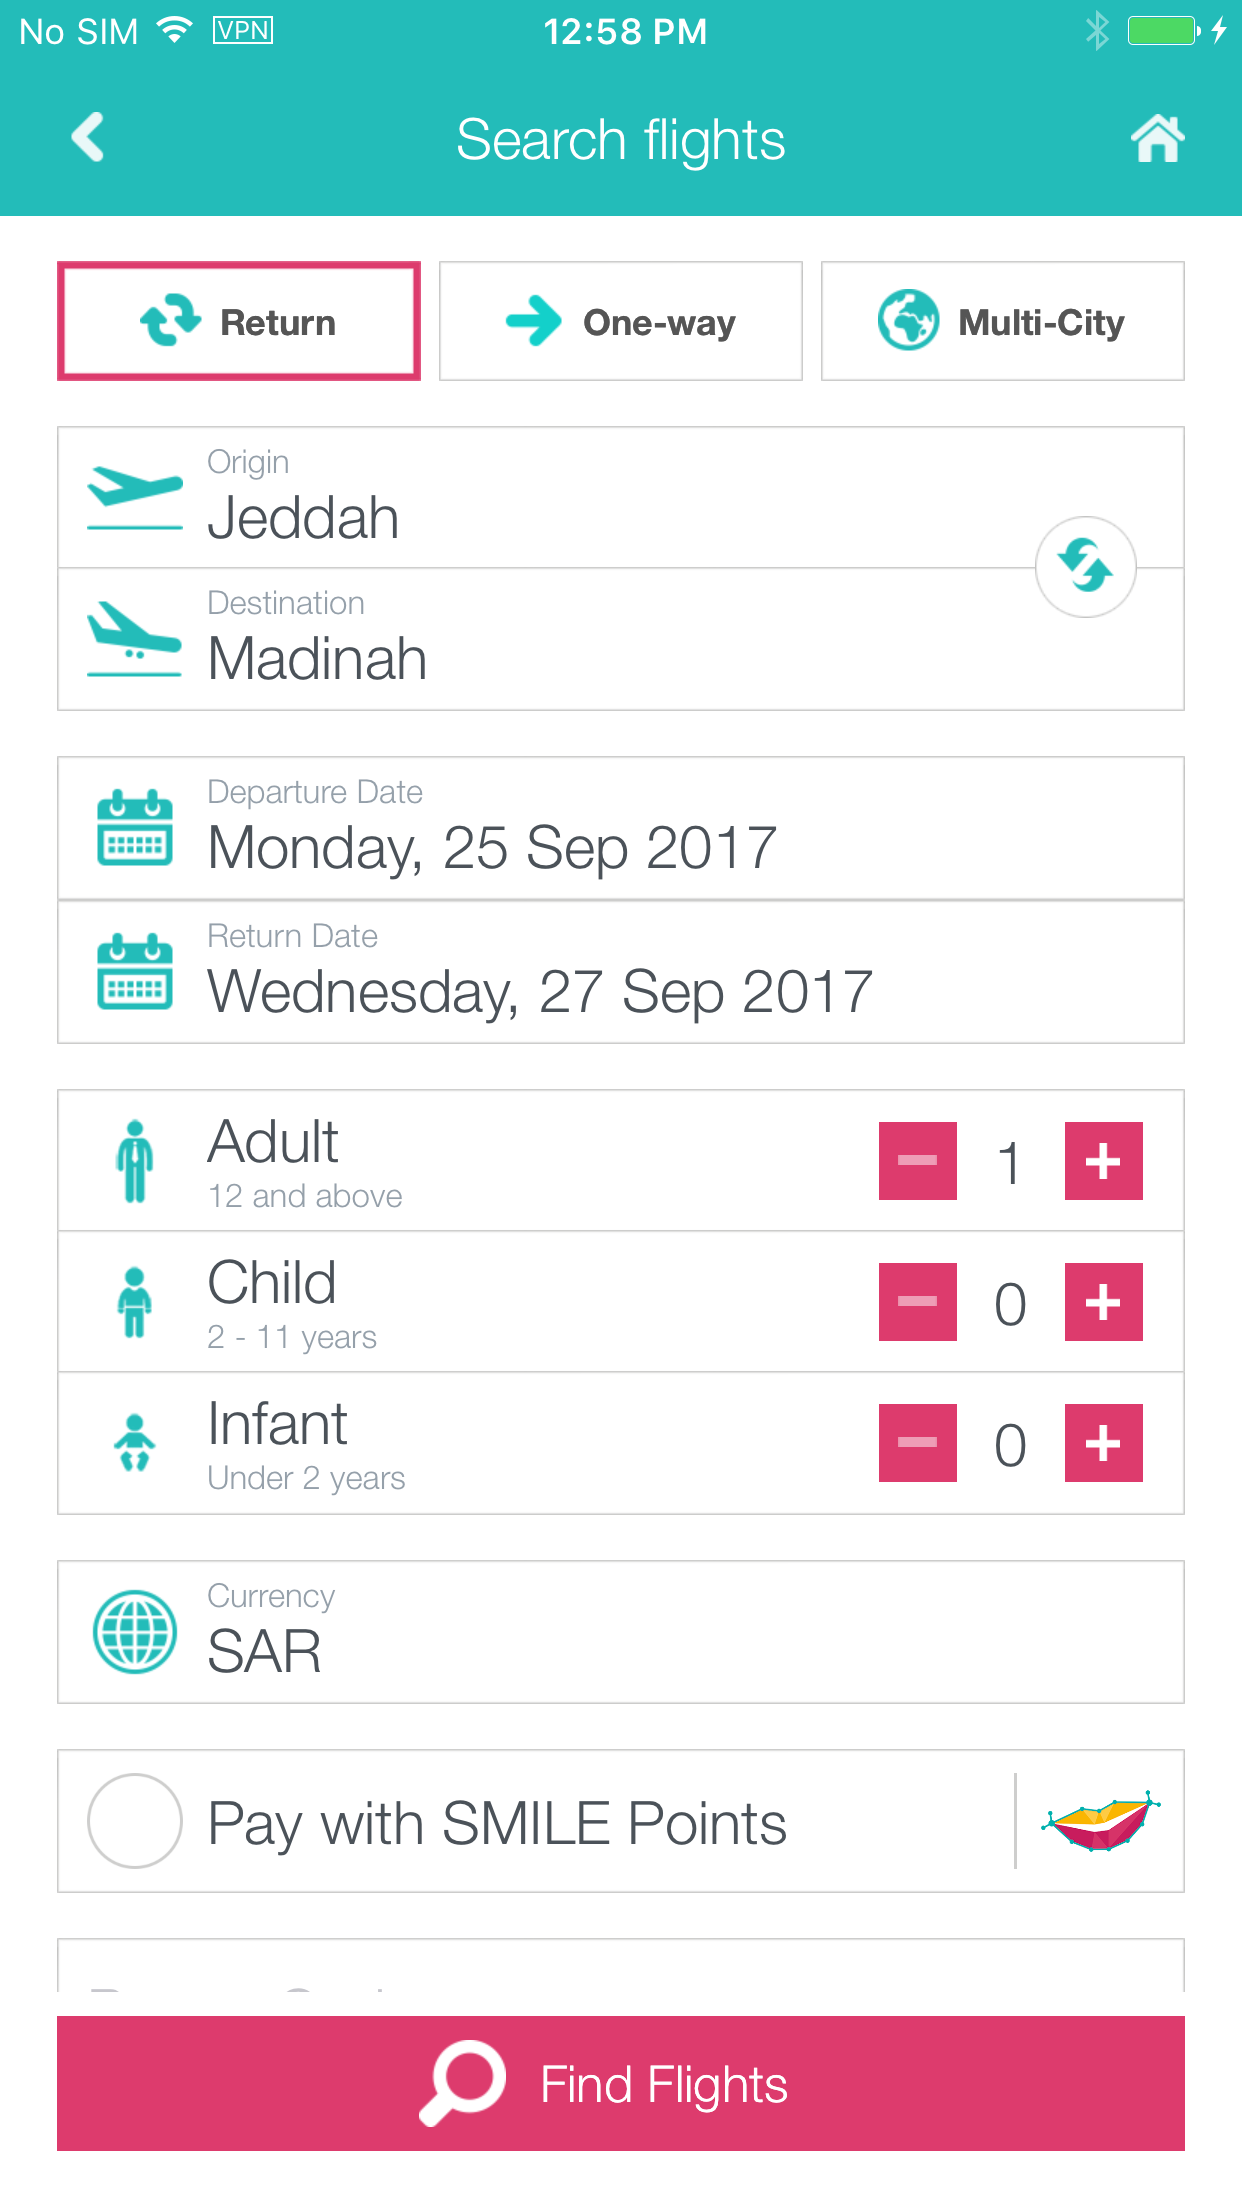 No SIM VPN 12:58 PM
Search flights
Return One-way Multi-City
Origin
Jeddah
Destination
Madinah
Departure Date
Monday, 25 Sep 2017
Return Date
Wednesday, 27 Sep 2017
Adult
12 and above
1
Child
2 - 11 years
0
Infant
Under 2 years
0
Currency
SAR
Pay with SMILE Points
Find Flights